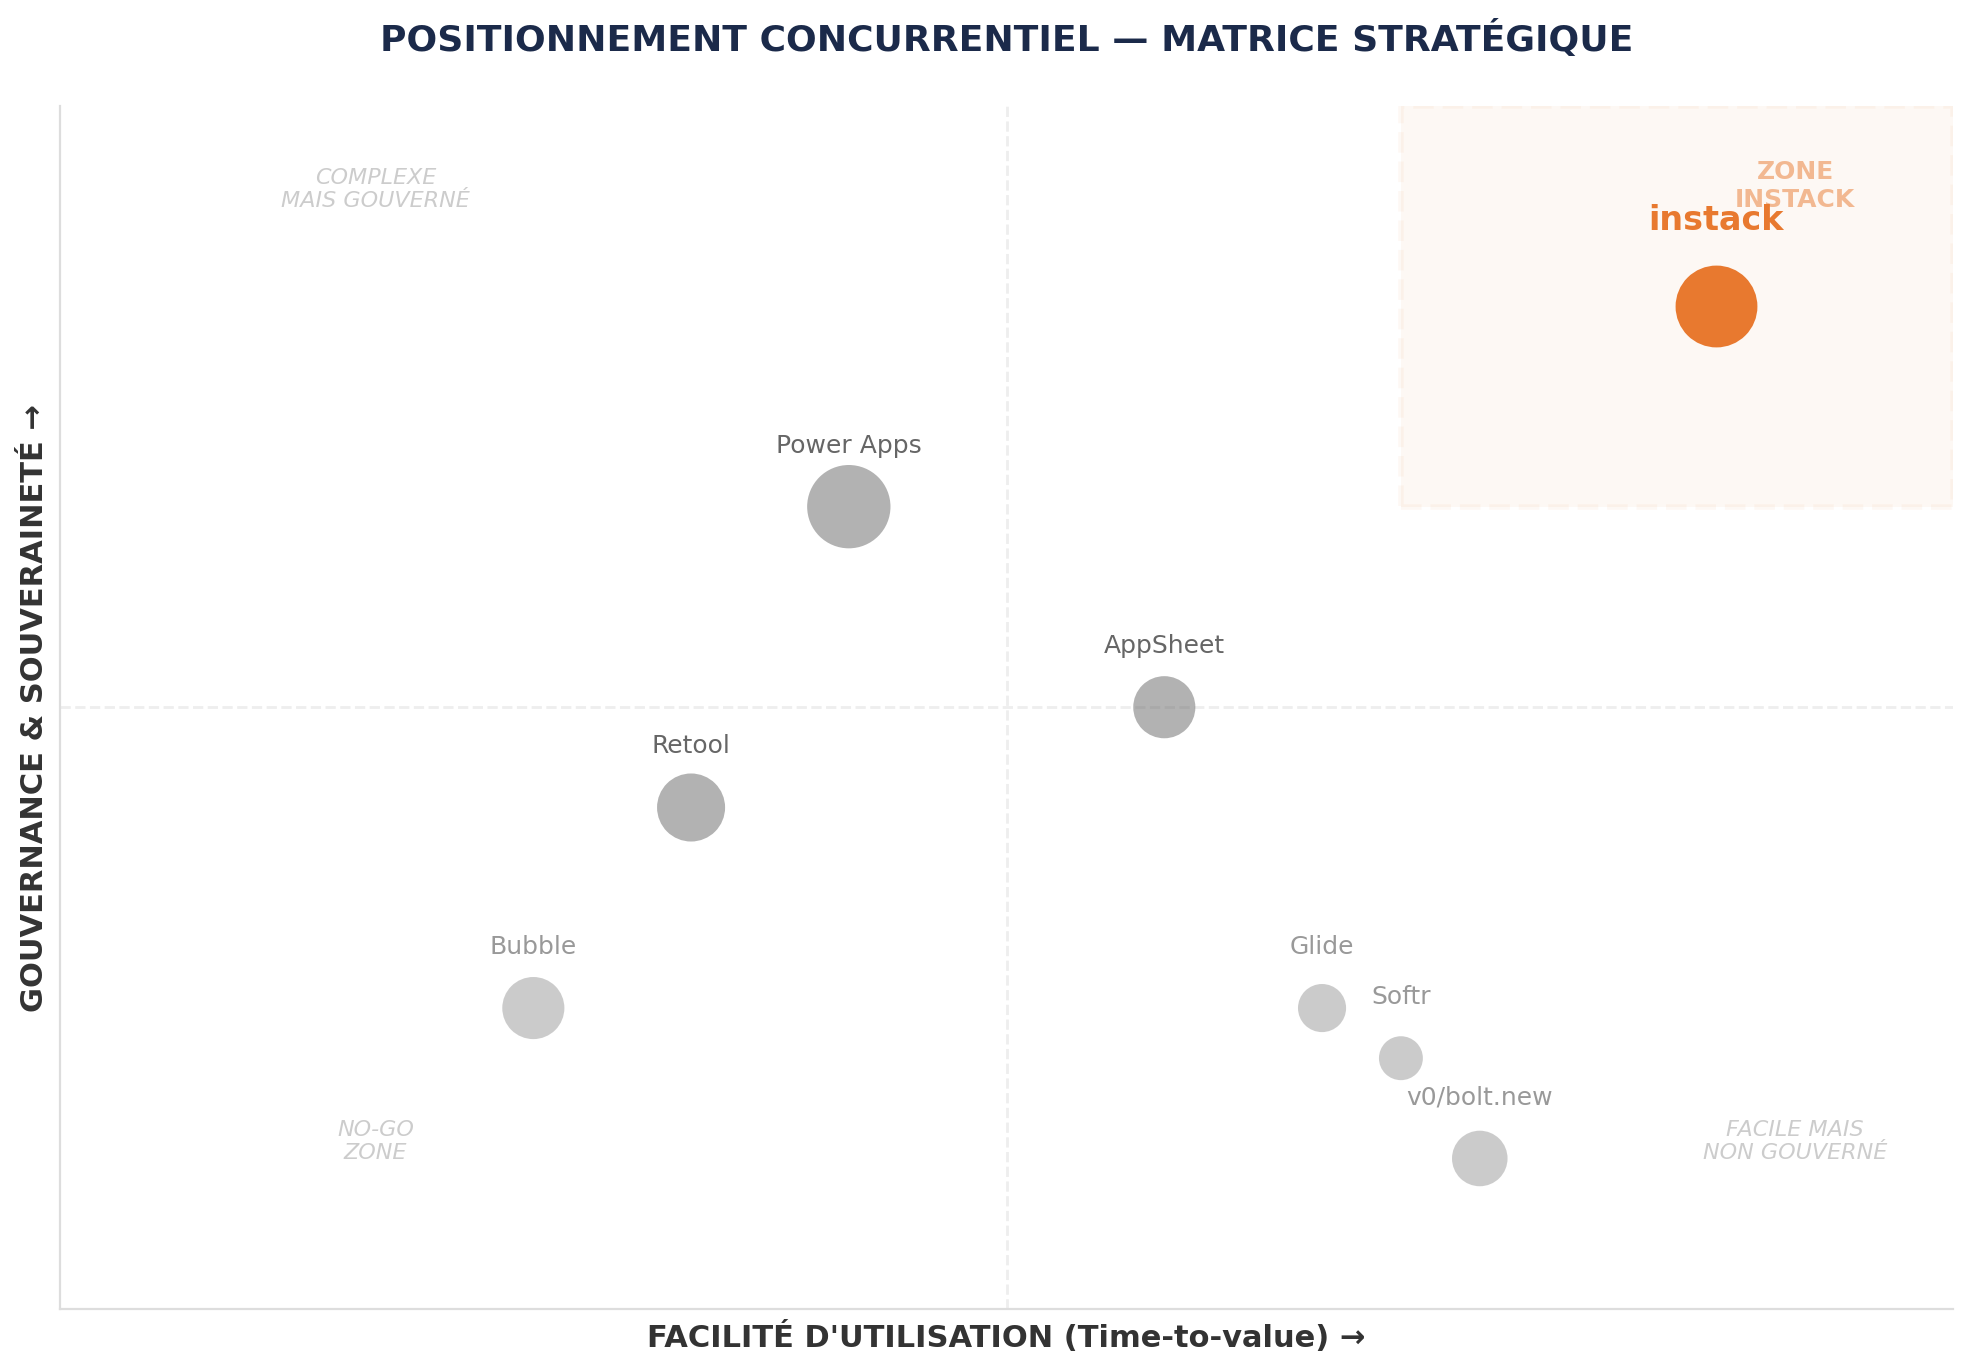 POSITIONNEMENT CONCURRENTIEL — MATRICE STRATÉGIQUE
COMPLEXE
MAIS GOUVERNÉ
ZONE
INSTACK
instack
Power Apps
AppSheet
Retool
Bubble
Glide
Softr
v0/bolt.new
NO-GO
ZONE
FACILE MAIS
NON GOUVERNÉ
GOUVERNANCE & SOUVERAINETÉ →
FACILITÉ D'UTILISATION (Time-to-value) →